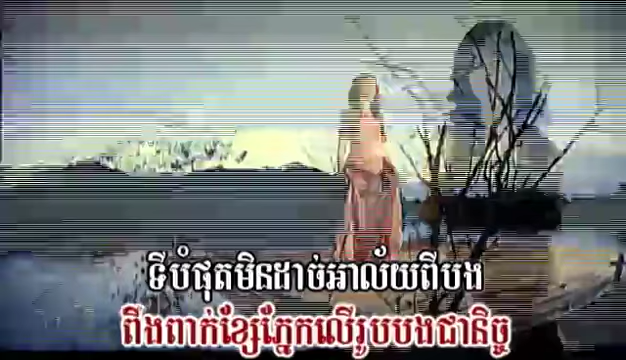 ទីបំផុតមិនដាច់អាល័យពីបង
ពឹងពាក់ខ្សែភ្នែកលើរូបបងជានិច្ច